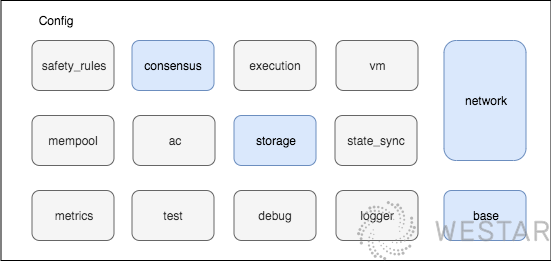 Config
safety_rules
consensus
execution
vm
network
mempool
ac
storage
state_sync
metrics
test
debug
logger
base
WESTAR